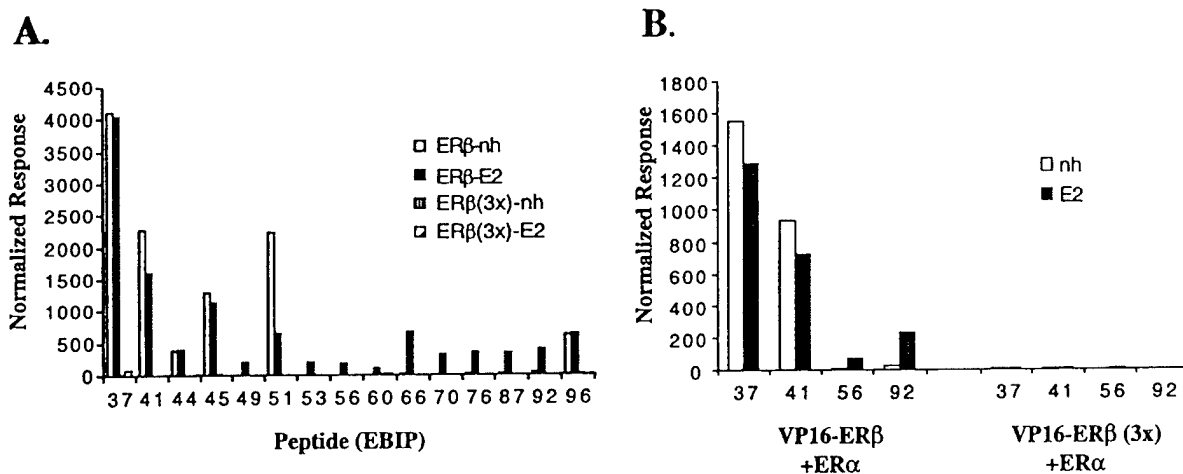 A.
Normalized Response
4500
4000
3500
3000
2500
2000
1500
1000
500
0
ERβ-nh
ERβ-E2
ERβ(3x)-nh
ERβ(3x)-E2
37 41 44 45 49 51 53 56 60 66 70 76 87 92 96
Peptide (EBIP)
B.
Normalized Response
1800
1600
1400
1200
1000
800
600
400
200
0
nh
E2
37 41 56 92 37 41 56 92
VP16-ERβ
+ERα
VP16-ERβ (3x)
+ERα